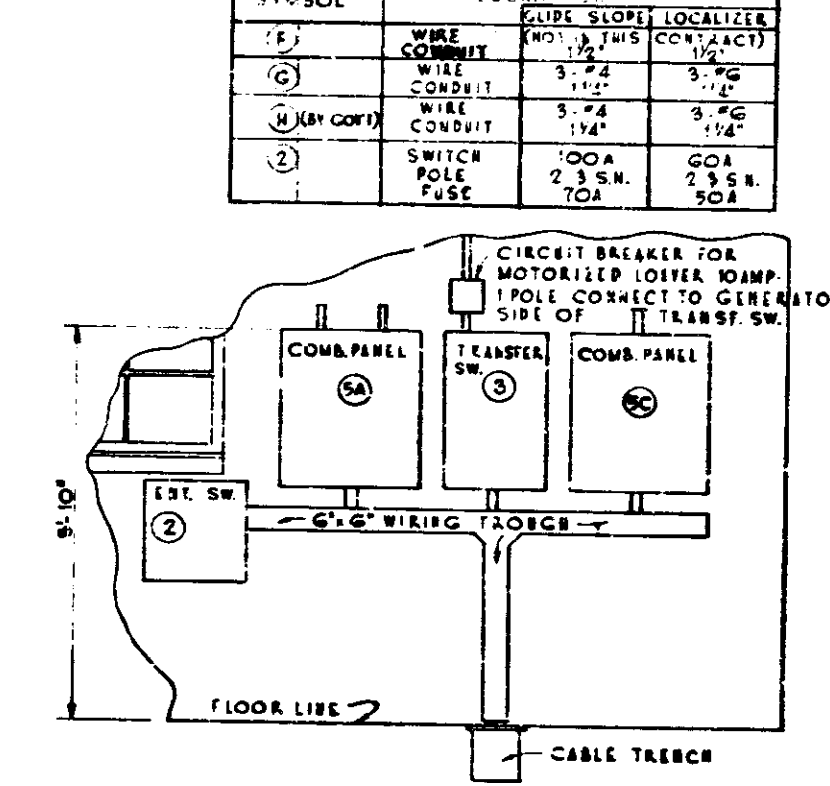 GLIDE SLOPE LOCALIZER
F WIRE (NOT IN THIS CONTRACT)
CONDUIT 1½" 1½"
G WIRE 3-#4 3-#6
CONDUIT 1¼" 1¼"
H (BY GOV'T) WIRE 3-#4 3-#6
CONDUIT 1¼" 1¼"
2 SWITCH 100A 60A
POLE 2 & S.N. 2 & S.N.
FUSE 70A 50A
CIRCUIT BREAKER FOR
MOTORIZED LOUVER 10AMP-
1 POLE CONNECT TO GENERATO
SIDE OF TRANSF. SW.
COMB. PANEL
5A
TRANSFER
SW. 3
COMB. PANEL
5C
ENT. SW.
2
6"x6" WIRING TROUGH
FLOOR LINE
CABLE TRENCH